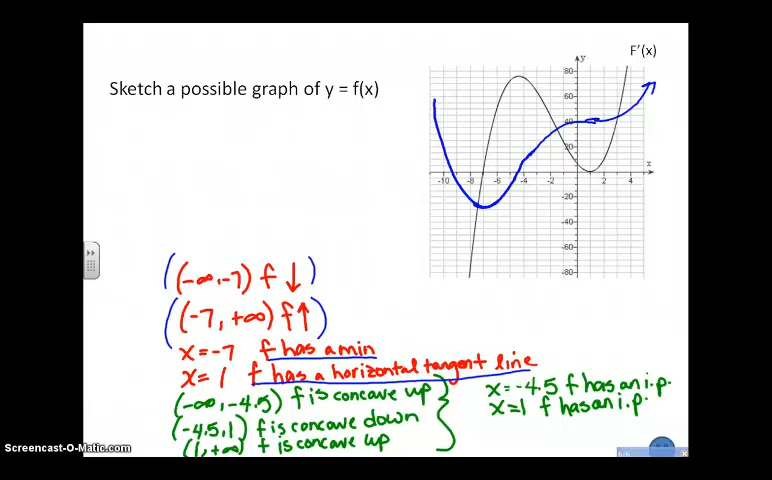 F'(x)
Sketch a possible graph of y = f(x)
y
80
60
40
20
x
-10 -8 -6 -4 -2 2 4
-20
-40
-60
-80
(-∞, -7) f ↓
(-7, +∞) f ↑
x = -7 f has a min
x = 1 f has a horizontal tangent line
(-∞, -4.5) f is concave up
(-4.5, 1) f is concave down
(1, +∞) f is concave up
x = -4.5 f has an i.p.
x = 1 f has an i.p.
Screencast-O-Matic.com